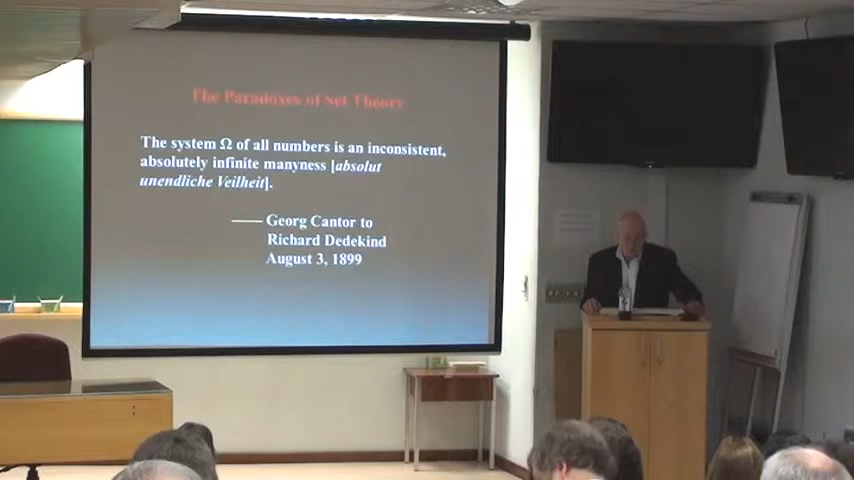 The Paradoxes of Set Theory
The system Ω of all numbers is an inconsistent,
absolutely infinite manyness [absolut
unendliche Veilheit].
—— Georg Cantor to
Richard Dedekind
August 3, 1899